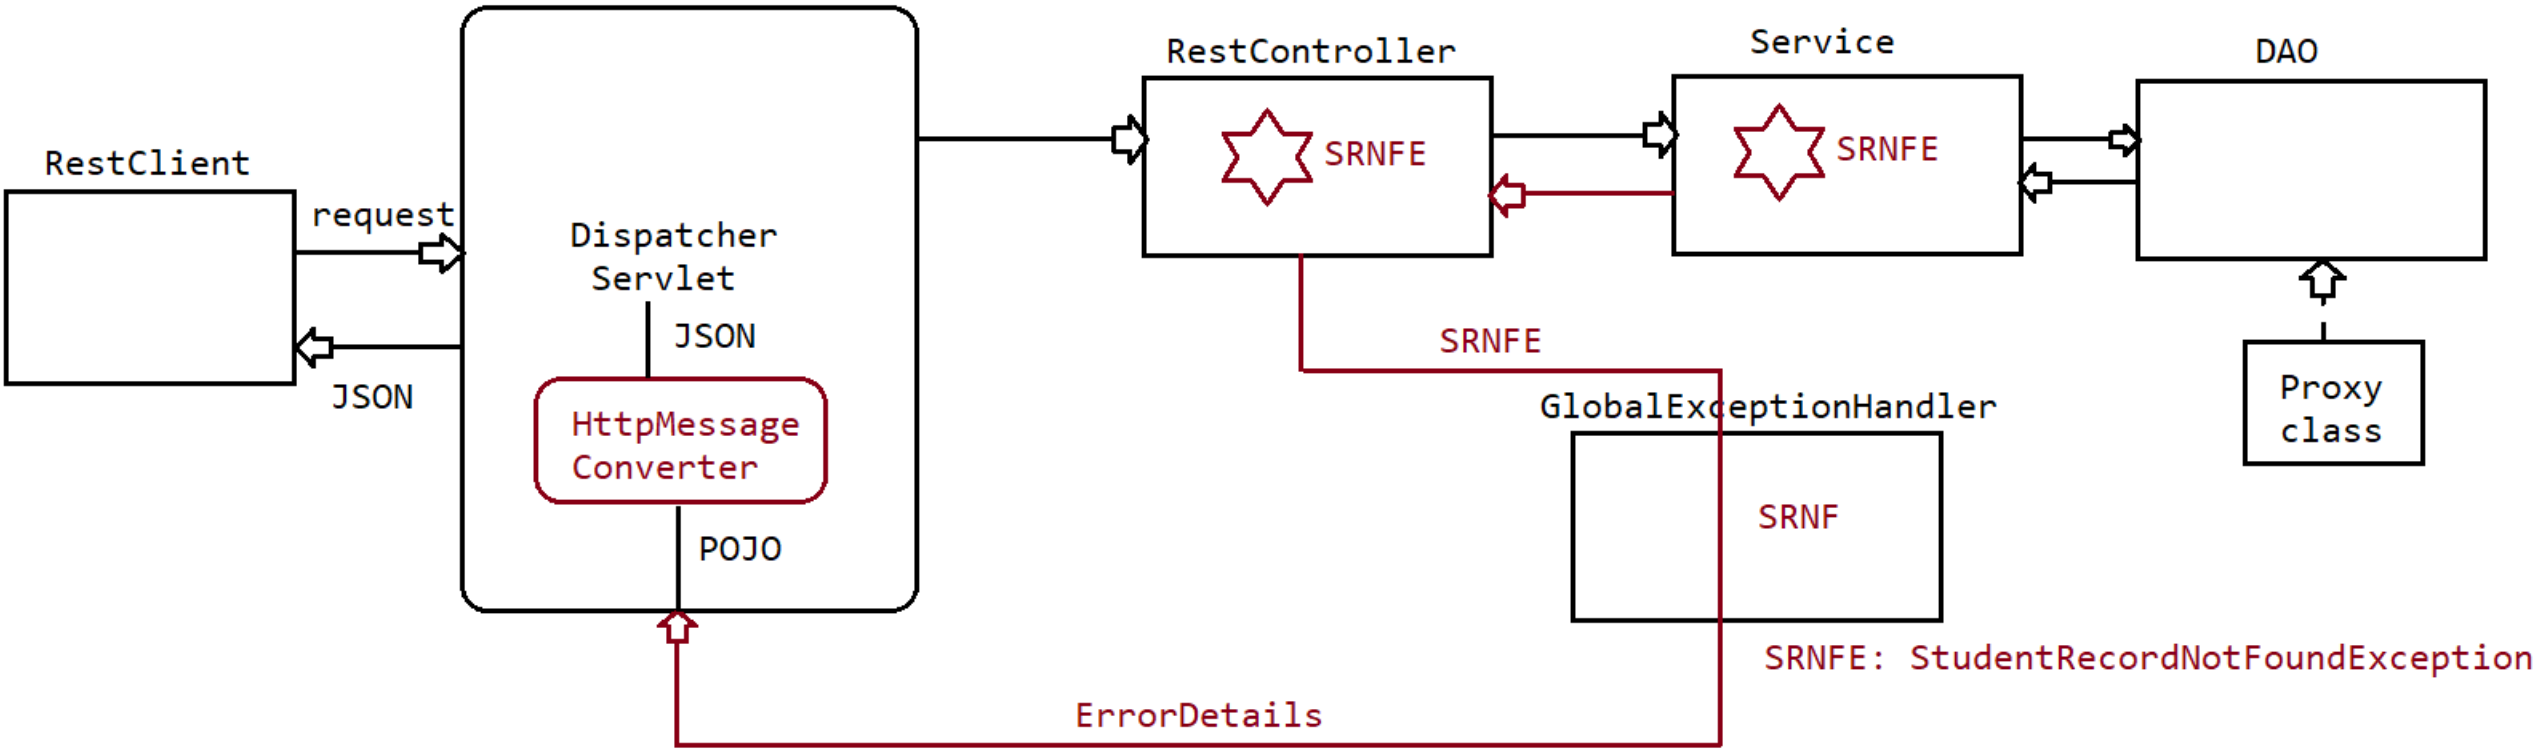 RestClient
request
JSON
Dispatcher
Servlet
JSON
HttpMessage
Converter
POJO
RestController
SRNFE
Service
SRNFE
DAO
Proxy
class
SRNFE
GlobalExceptionHandler
SRNF
SRNFE: StudentRecordNotFoundException
ErrorDetails